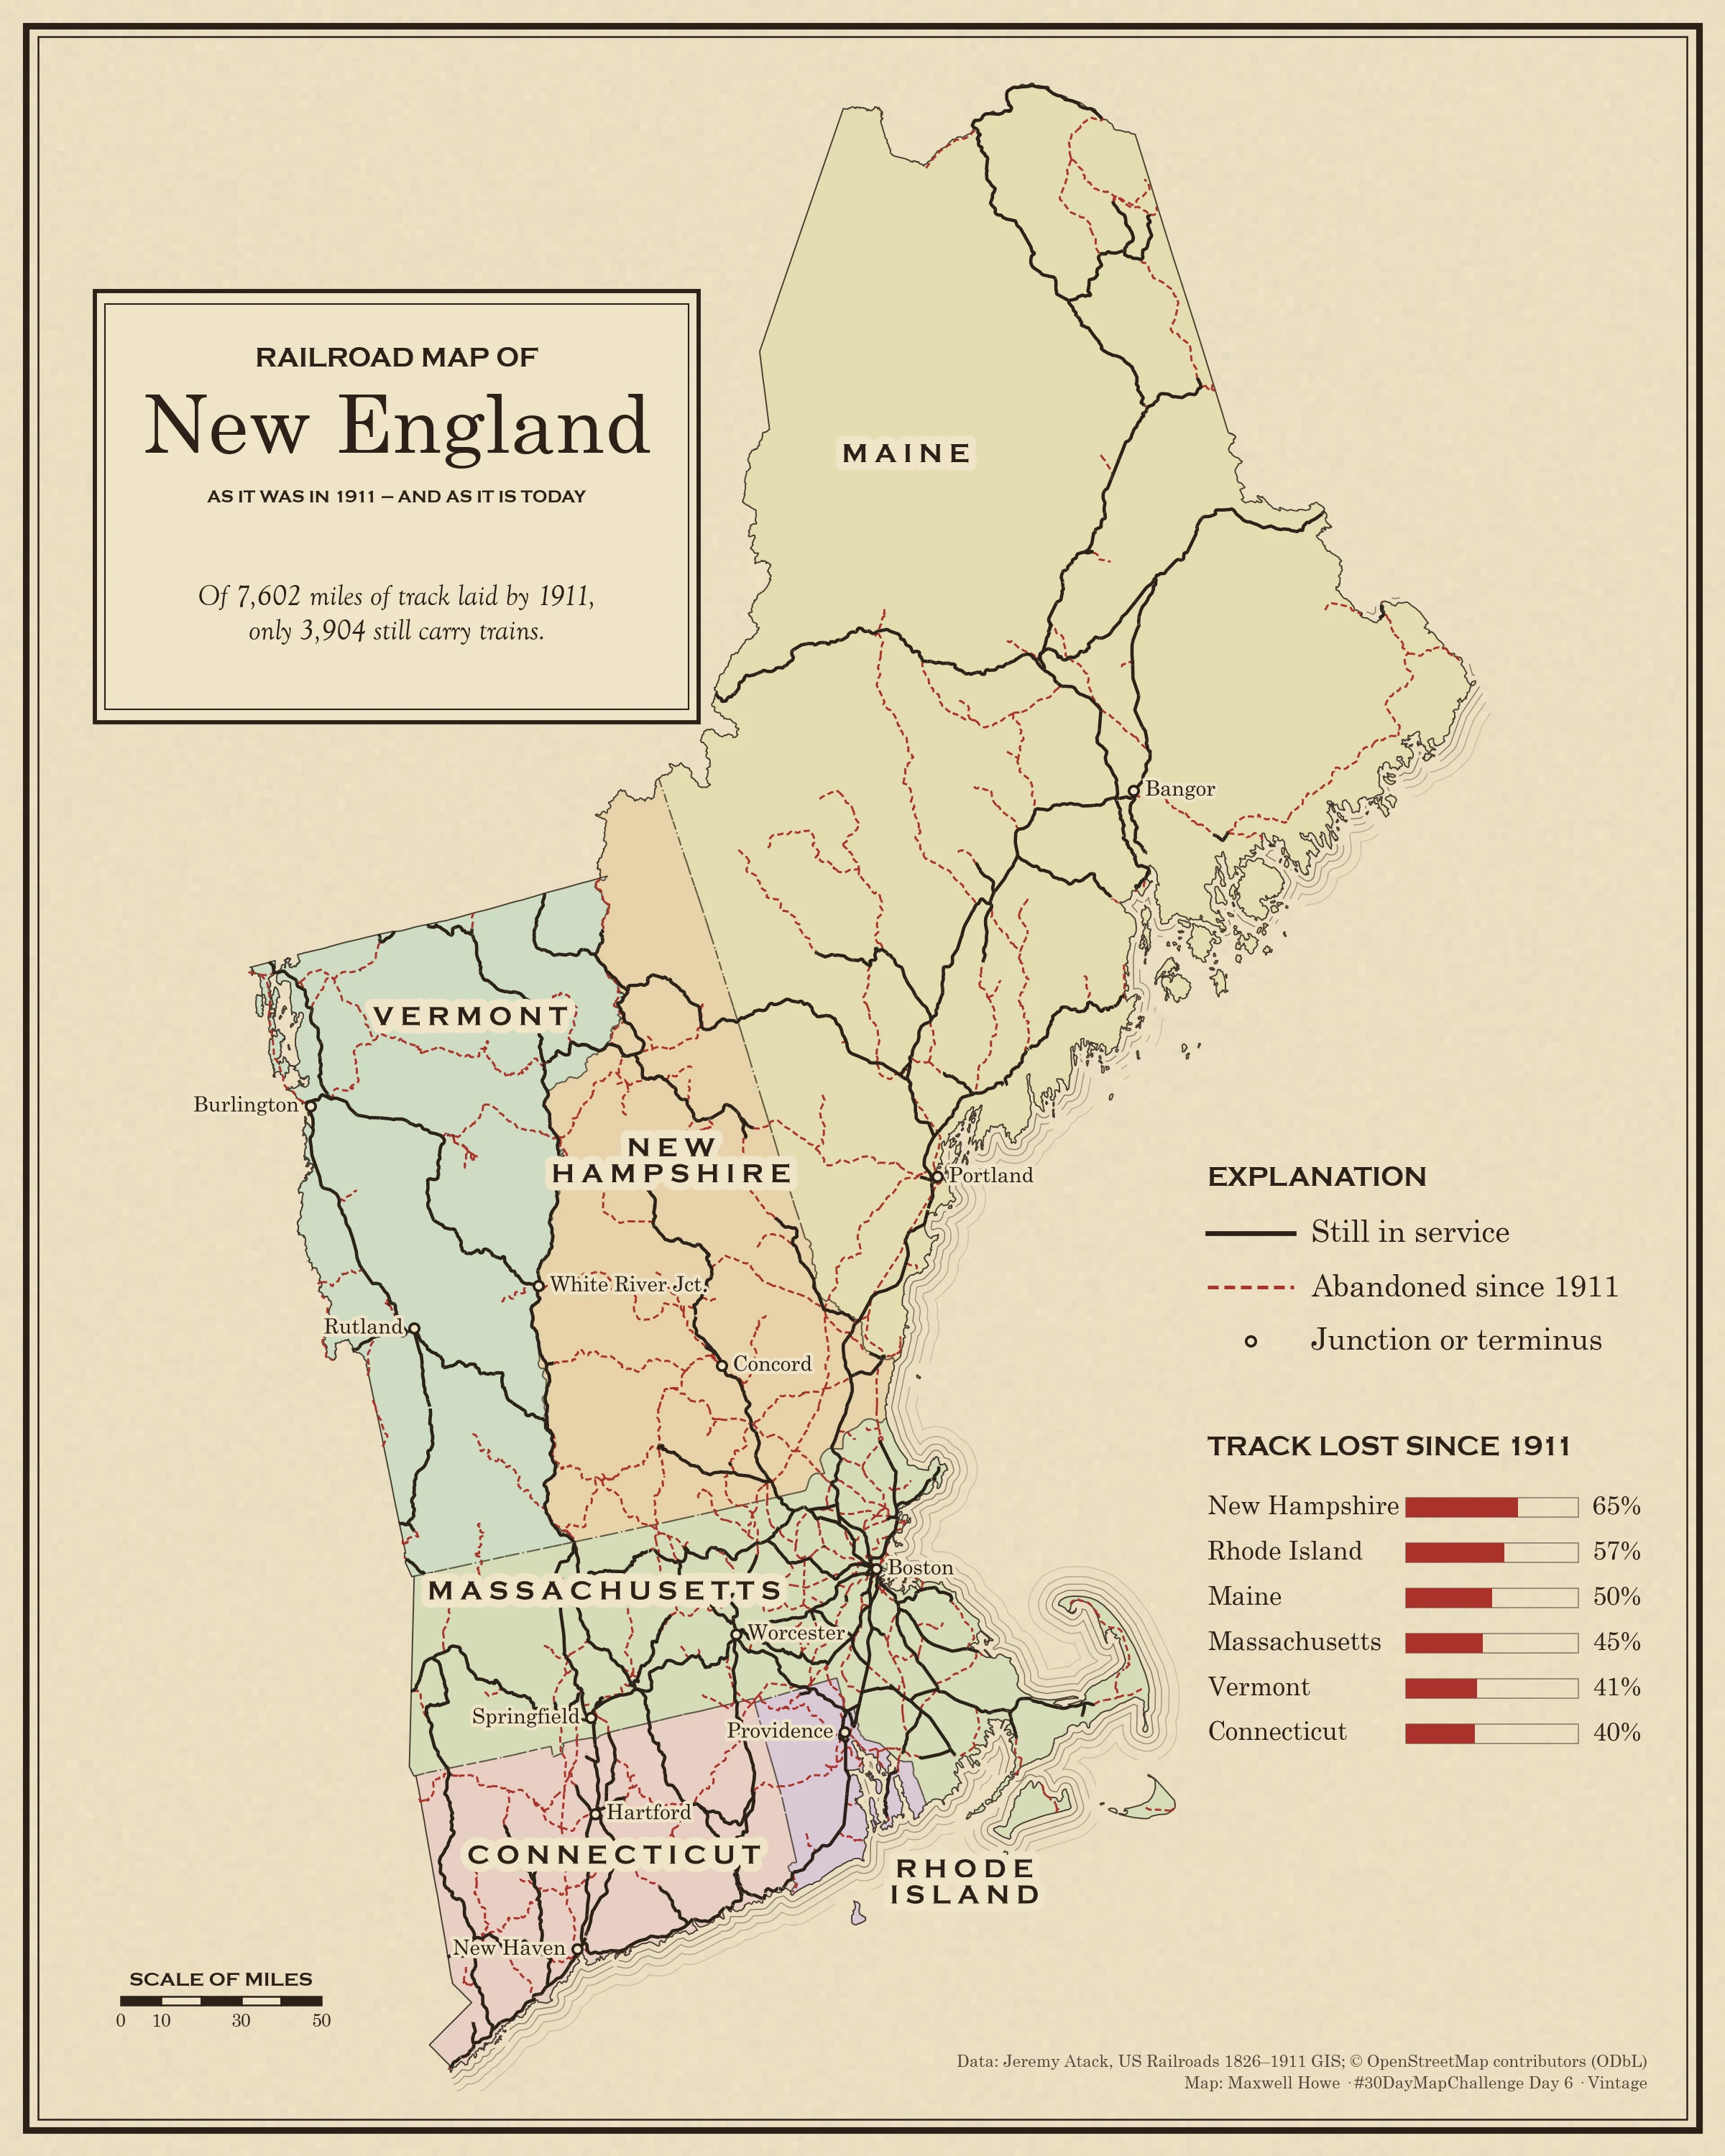 RAILROAD MAP OF
New England
AS IT WAS IN 1911 – AND AS IT IS TODAY
Of 7,602 miles of track laid by 1911,
only 3,904 still carry trains.
MAINE
Bangor
VERMONT
Burlington
NEW
HAMPSHIRE
Portland
White River Jct.
Rutland
Concord
Boston
MASSACHUSETTS
Worcester
Springfield
Providence
Hartford
CONNECTICUT
RHODE
ISLAND
New Haven
EXPLANATION
Still in service
Abandoned since 1911
Junction or terminus
TRACK LOST SINCE 1911
New Hampshire 65%
Rhode Island 57%
Maine 50%
Massachusetts 45%
Vermont 41%
Connecticut 40%
SCALE OF MILES
0 10 30 50
Data: Jeremy Atack, US Railroads 1826–1911 GIS; © OpenStreetMap contributors (ODbL)
Map: Maxwell Howe · #30DayMapChallenge Day 6 · Vintage